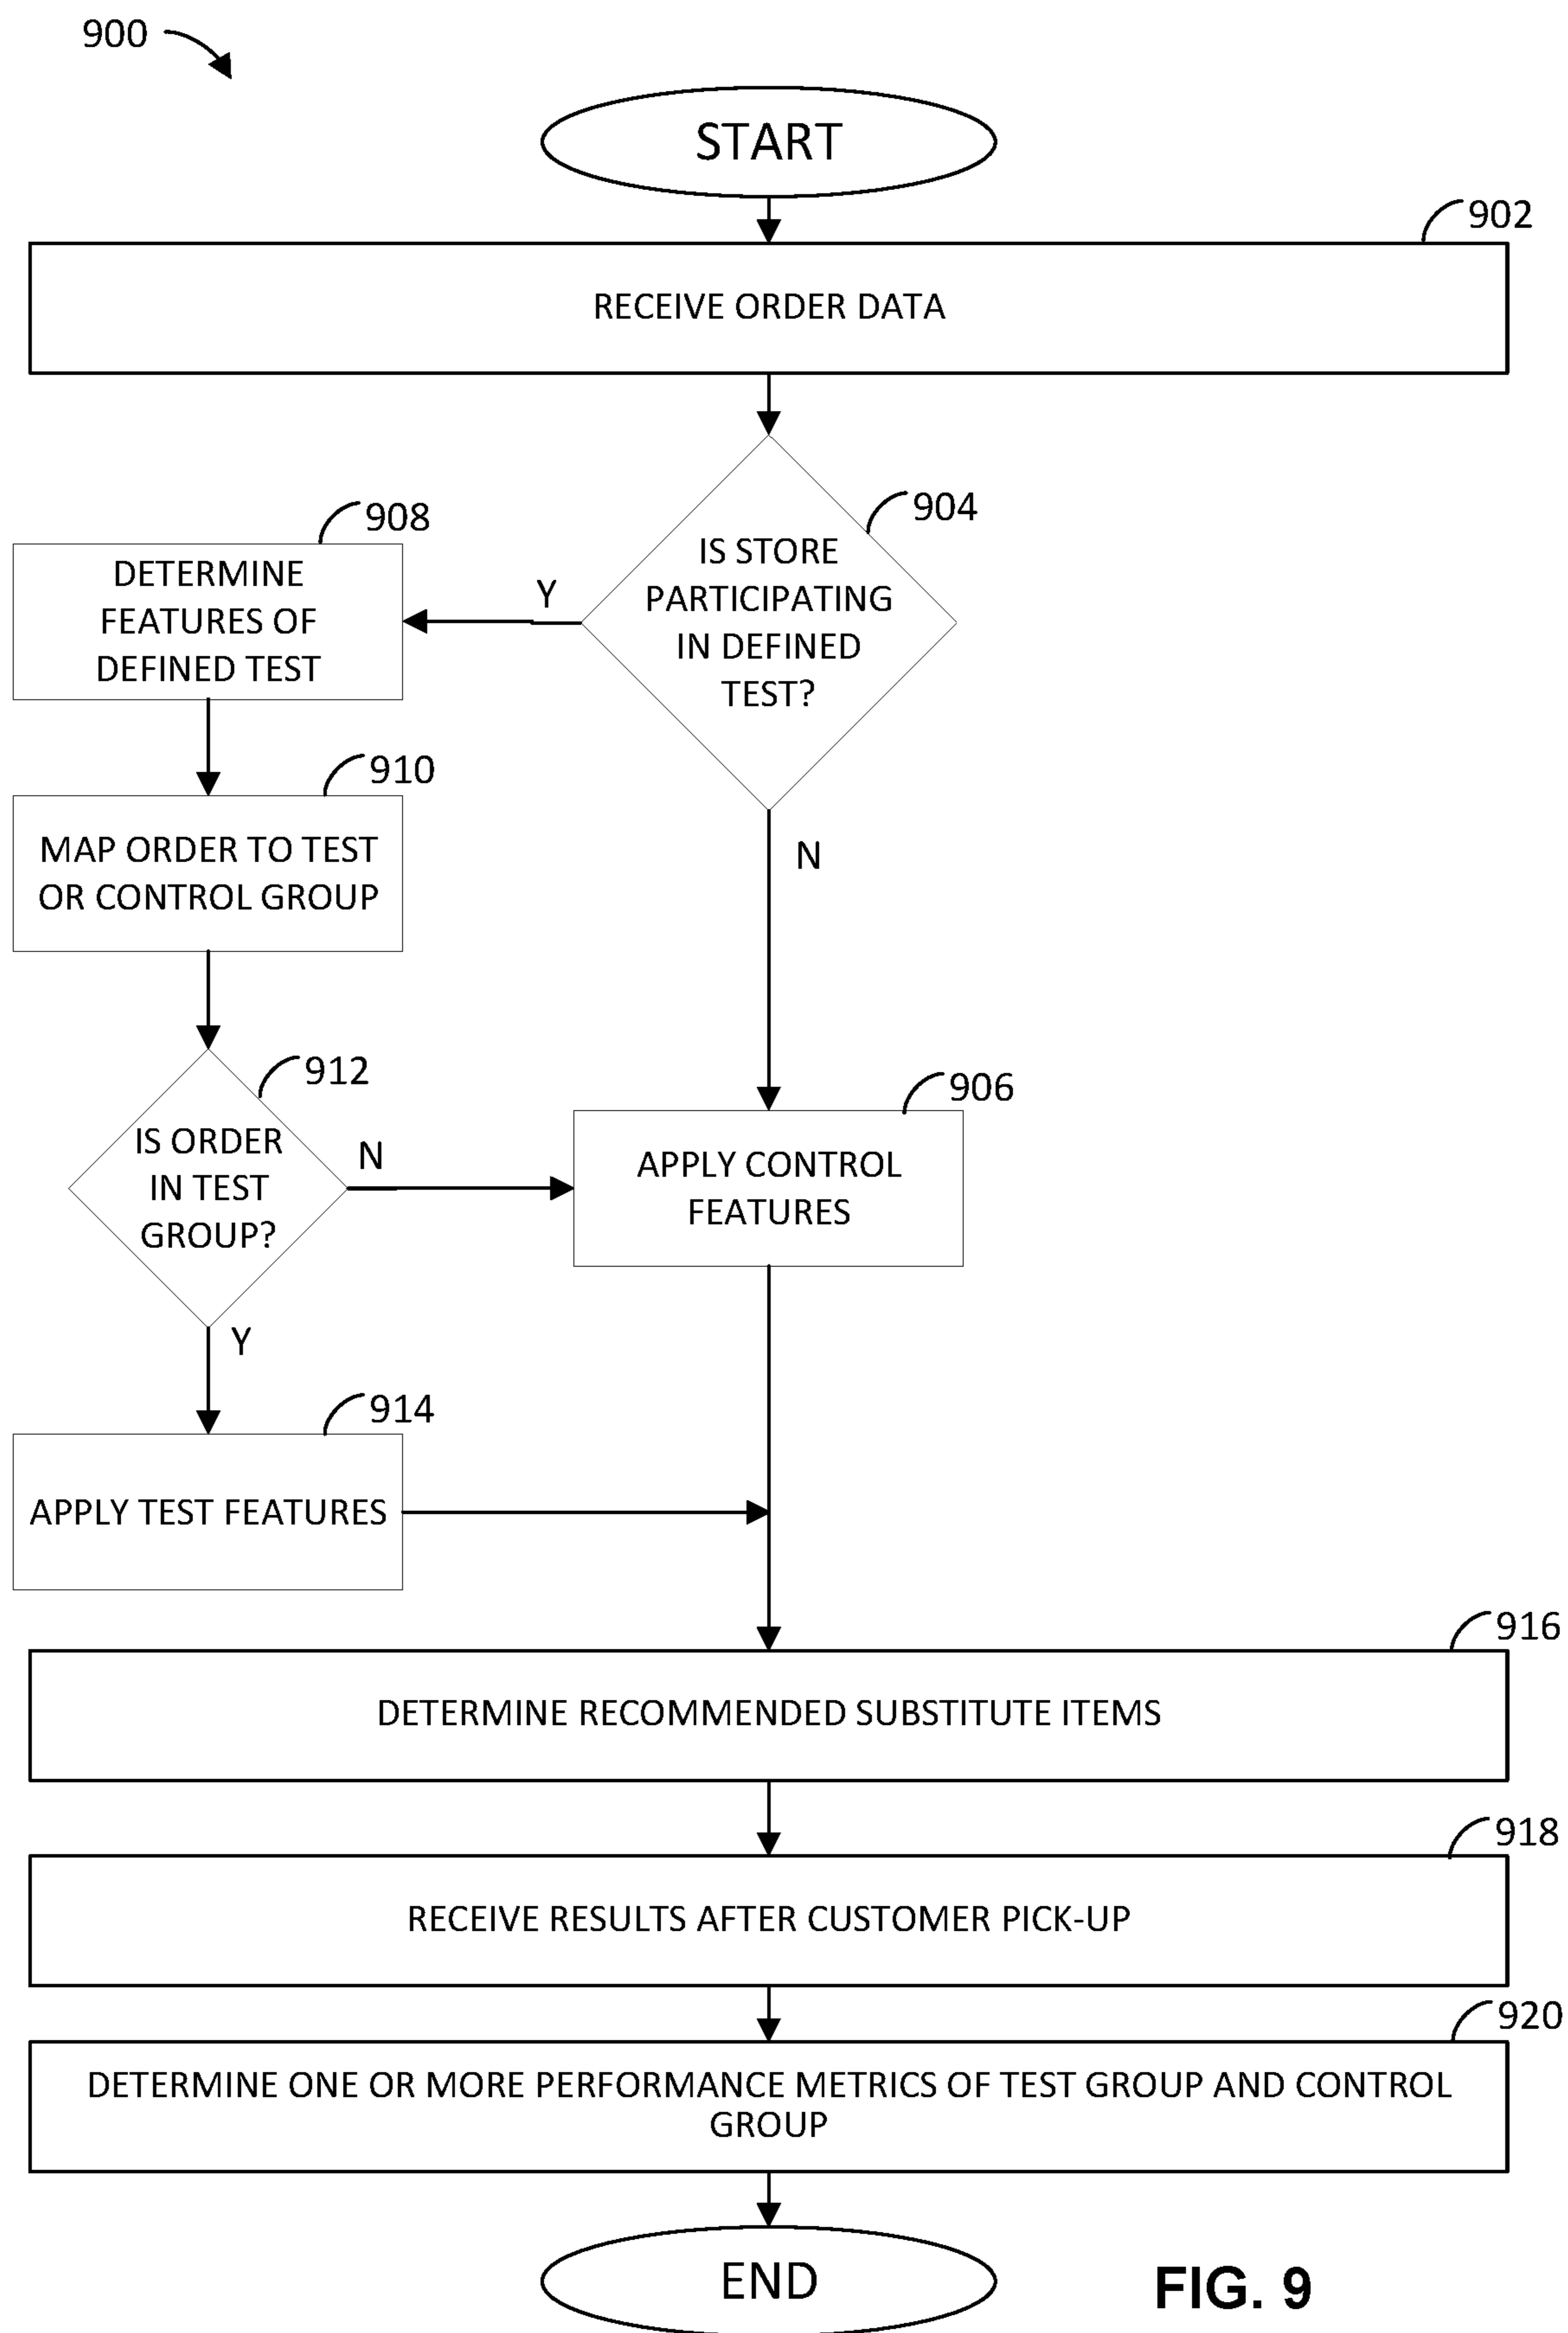 900
START
902
RECEIVE ORDER DATA
904
IS STORE
PARTICIPATING
IN DEFINED
TEST?
Y
N
908
DETERMINE
FEATURES OF
DEFINED TEST
910
MAP ORDER TO TEST
OR CONTROL GROUP
912
IS ORDER
IN TEST
GROUP?
N
Y
906
APPLY CONTROL
FEATURES
914
APPLY TEST FEATURES
916
DETERMINE RECOMMENDED SUBSTITUTE ITEMS
918
RECEIVE RESULTS AFTER CUSTOMER PICK-UP
920
DETERMINE ONE OR MORE PERFORMANCE METRICS OF TEST GROUP AND CONTROL
GROUP
END
FIG. 9